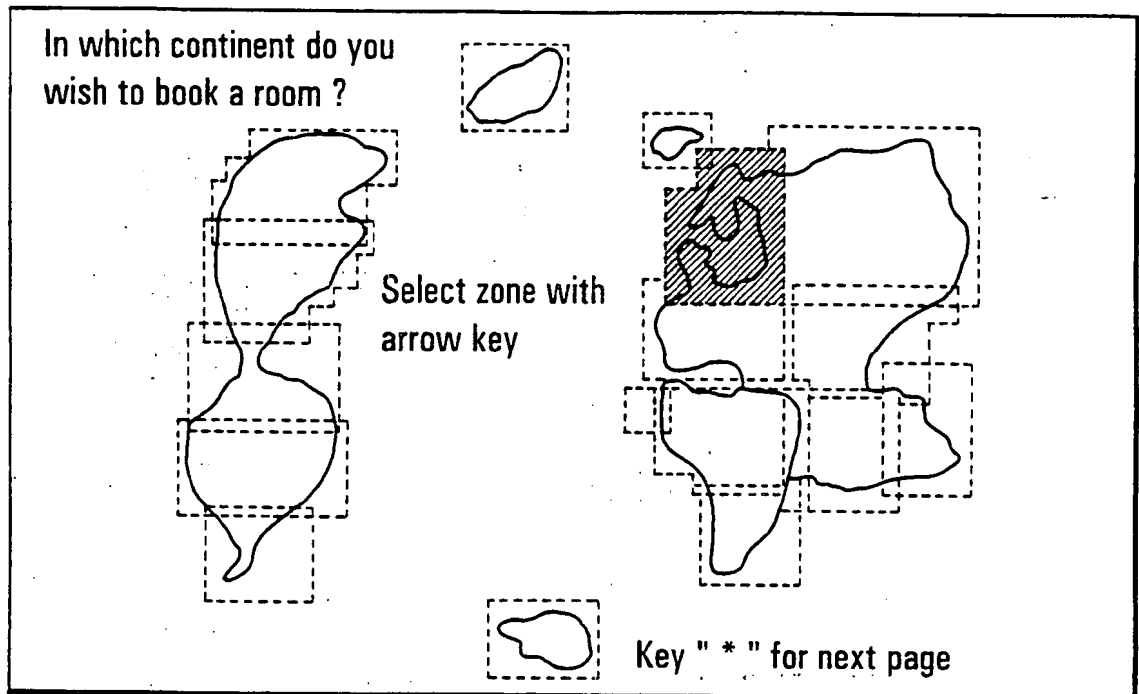 In which continent do you
wish to book a room ?
Select zone with
arrow key
Key " * " for next page